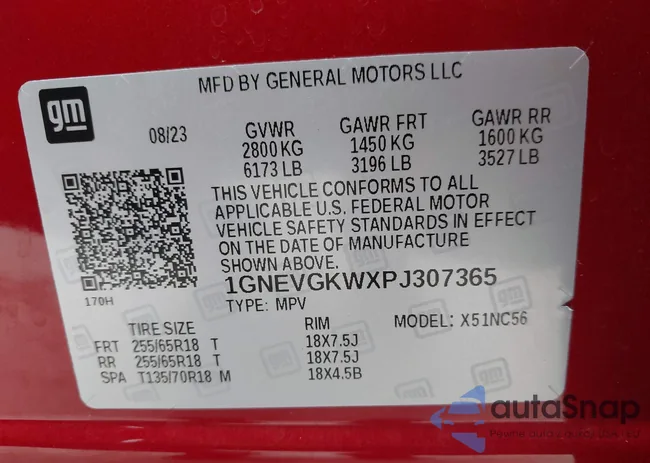 MFD BY GENERAL MOTORS LLC
gm
08/23
GVWR GAWR FRT GAWR RR
2800 KG 1450 KG 1600 KG
6173 LB 3196 LB 3527 LB
THIS VEHICLE CONFORMS TO ALL
APPLICABLE U.S. FEDERAL MOTOR
VEHICLE SAFETY STANDARDS IN EFFECT
ON THE DATE OF MANUFACTURE
SHOWN ABOVE.
170H
1GNEVGKWXPJ307365
TYPE: MPV
MODEL: X51NC56
TIRE SIZE RIM
FRT 255/65R18 T 18X7.5J
RR 255/65R18 T 18X7.5J
SPA T135/70R18 M 18X4.5B
autoSnap